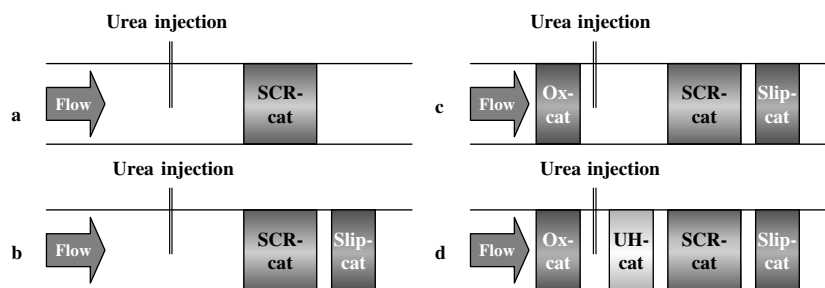 Urea injection
a
Flow
SCR-
cat
Urea injection
b
Flow
SCR-
cat
Slip-
cat
Urea injection
c
Flow
Ox-
cat
SCR-
cat
Slip-
cat
Urea injection
d
Flow
Ox-
cat
UH-
cat
SCR-
cat
Slip-
cat